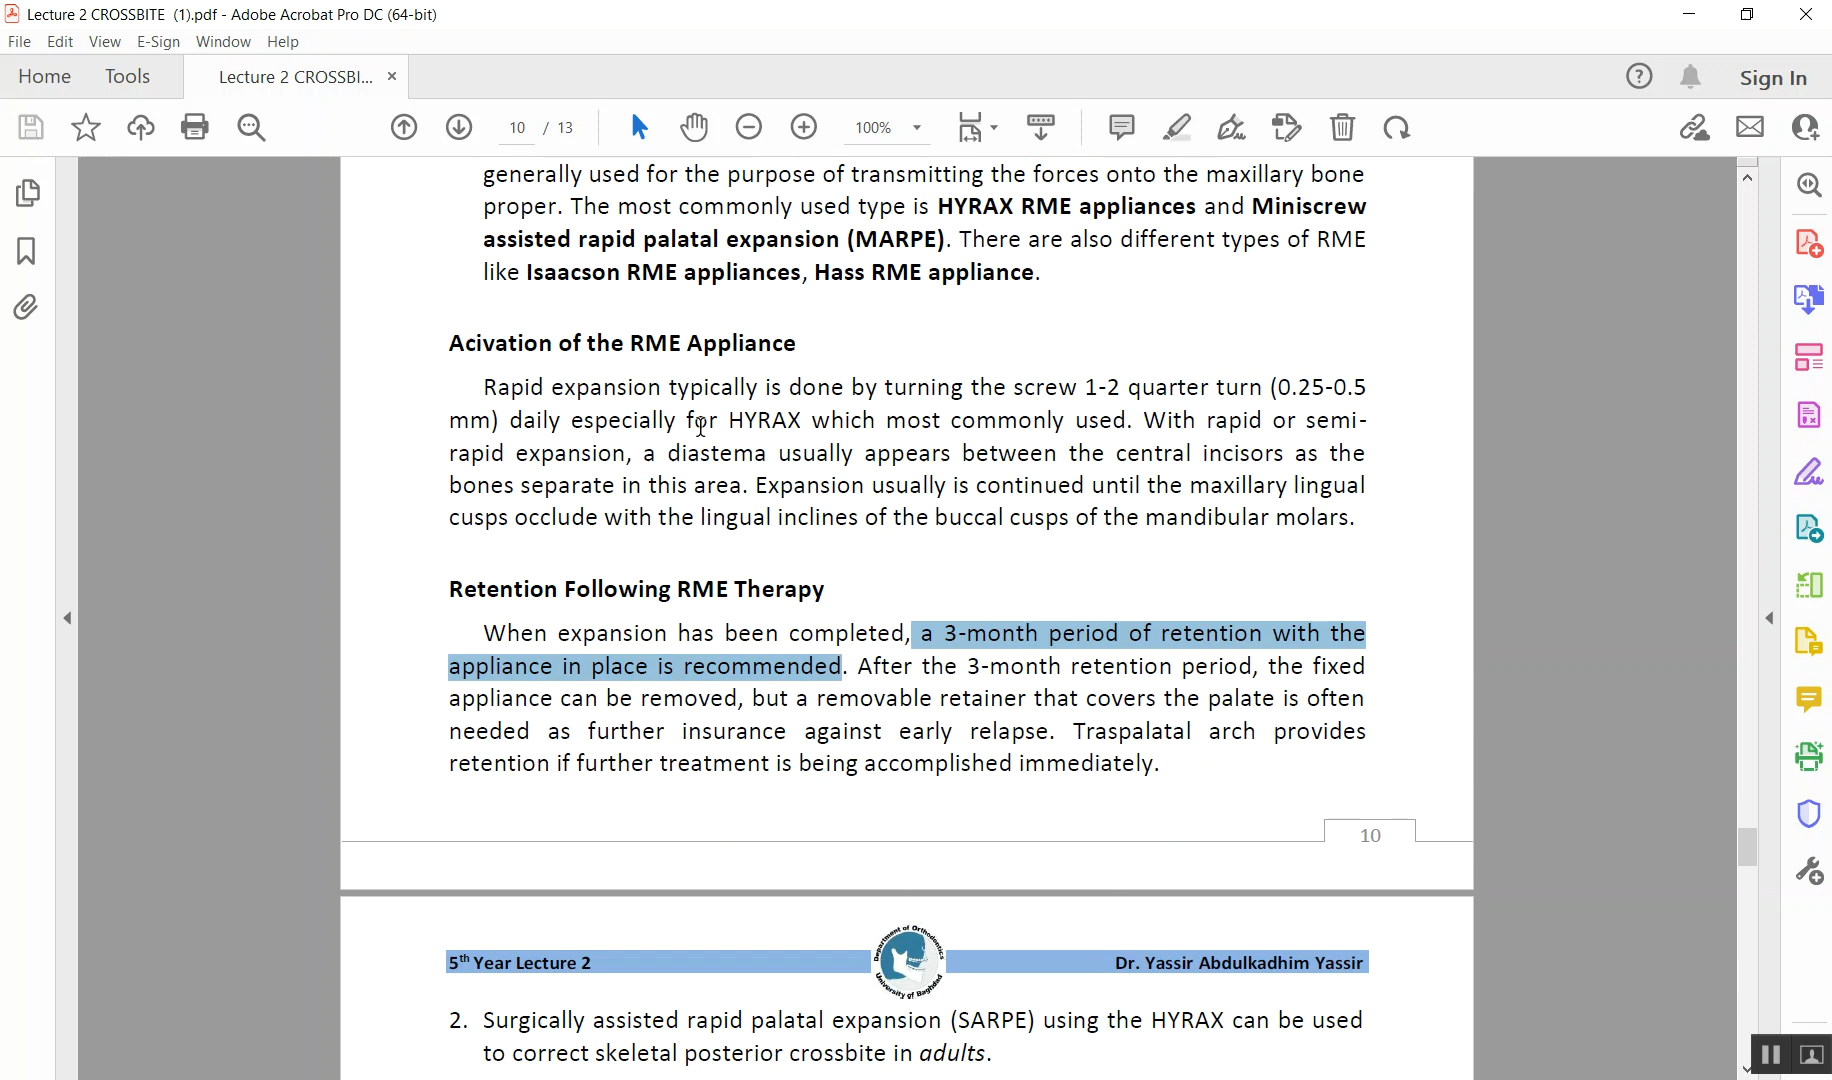 Lecture 2 CROSSBITE (1).pdf - Adobe Acrobat Pro DC (64-bit)
File Edit View E-Sign Window Help
Home Tools Lecture 2 CROSSBI... × Sign In
10 / 13 100%
generally used for the purpose of transmitting the forces onto the maxillary bone
proper. The most commonly used type is HYRAX RME appliances and Miniscrew
assisted rapid palatal expansion (MARPE). There are also different types of RME
like Isaacson RME appliances, Hass RME appliance.
Acivation of the RME Appliance
Rapid expansion typically is done by turning the screw 1-2 quarter turn (0.25-0.5
mm) daily especially for HYRAX which most commonly used. With rapid or semi-
rapid expansion, a diastema usually appears between the central incisors as the
bones separate in this area. Expansion usually is continued until the maxillary lingual
cusps occlude with the lingual inclines of the buccal cusps of the mandibular molars.
Retention Following RME Therapy
When expansion has been completed, a 3-month period of retention with the
appliance in place is recommended. After the 3-month retention period, the fixed
appliance can be removed, but a removable retainer that covers the palate is often
needed as further insurance against early relapse. Traspalatal arch provides
retention if further treatment is being accomplished immediately.
10
5th Year Lecture 2
Department of Orthodontics
University of Baghdad
Dr. Yassir Abdulkadhim Yassir
2. Surgically assisted rapid palatal expansion (SARPE) using the HYRAX can be used
to correct skeletal posterior crossbite in adults.